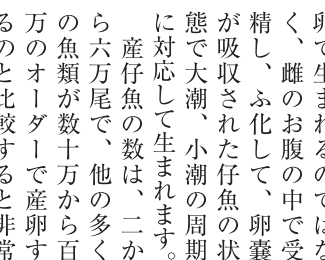 卵で生まれるのではな
く、雌のお腹の中で受
精し、ふ化して、卵嚢
が吸収された仔魚の状
態で大潮、小潮の周期
に対応して生まれます。
産仔魚の数は、二か
ら六万尾で、他の多く
の魚類が数十万から百
万のオーダーで産卵す
るのと比較すると非常